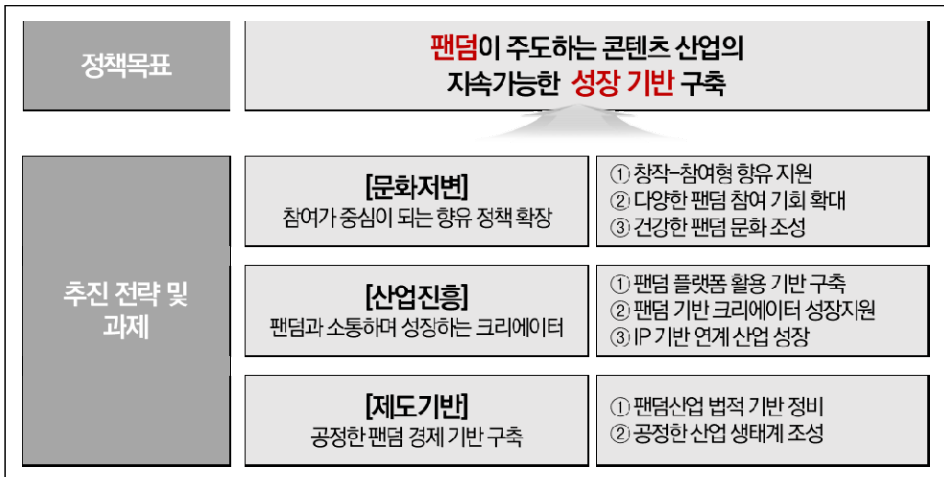 정책목표
팬덤이 주도하는 콘텐츠 산업의
지속가능한 성장 기반 구축
추진 전략 및
과제
[문화저변]
참여가 중심이 되는 향유 정책 확장
① 창작-참여형 향유 지원
② 다양한 팬덤 참여 기회 확대
③ 건강한 팬덤 문화 조성
[산업진흥]
팬덤과 소통하며 성장하는 크리에이터
① 팬덤 플랫폼 활용 기반 구축
② 팬덤 기반 크리에이터 성장지원
③ IP 기반 연계 산업 성장
[제도기반]
공정한 팬덤 경제 기반 구축
① 팬덤산업 법적 기반 정비
② 공정한 산업 생태계 조성